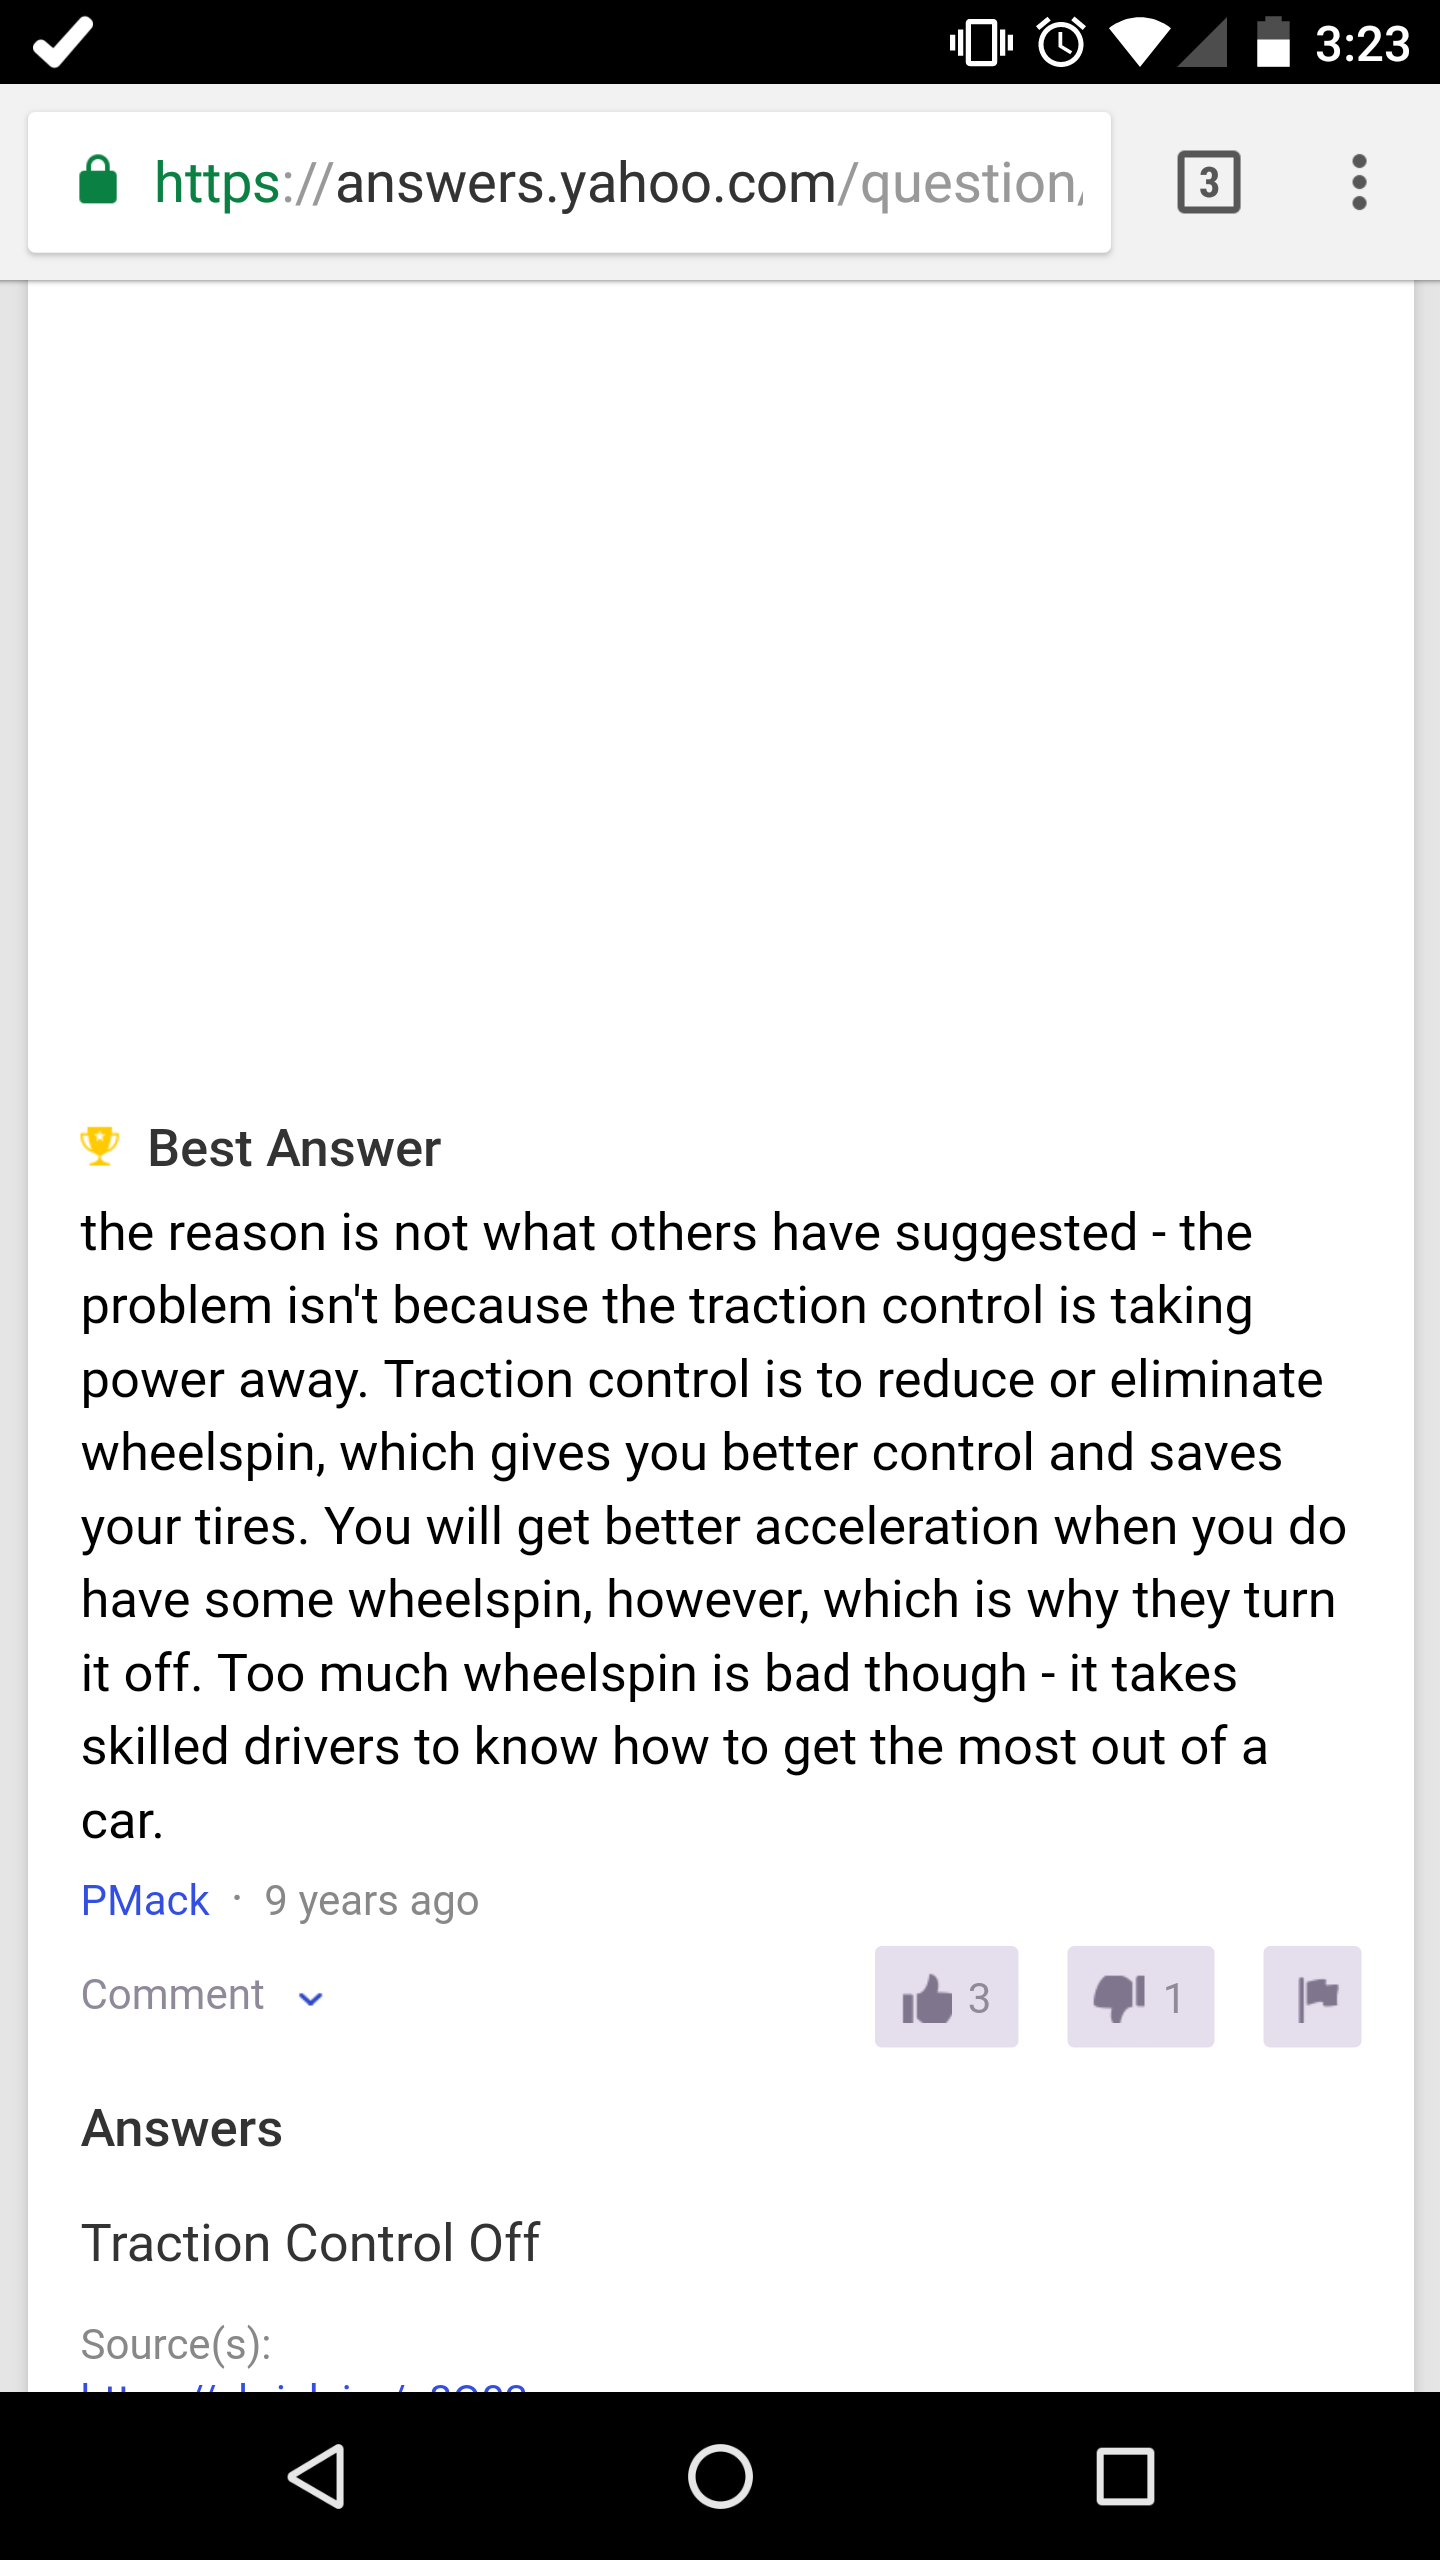 3:23
https://answers.yahoo.com/question/
3
Best Answer
the reason is not what others have suggested - the
problem isn't because the traction control is taking
power away. Traction control is to reduce or eliminate
wheelspin, which gives you better control and saves
your tires. You will get better acceleration when you do
have some wheelspin, however, which is why they turn
it off. Too much wheelspin is bad though - it takes
skilled drivers to know how to get the most out of a
car.
PMack · 9 years ago
Comment 3 1
Answers
Traction Control Off
Source(s):